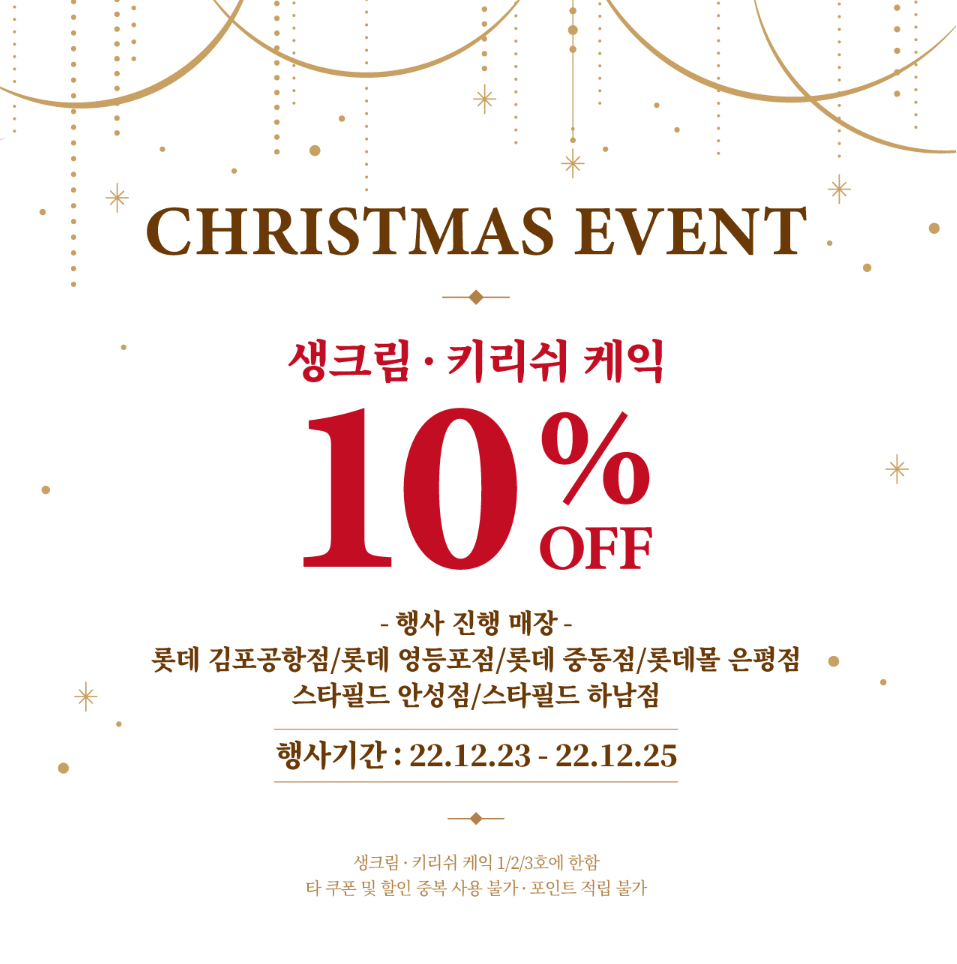 CHRISTMAS EVENT
생크림 · 키리쉬 케익
10%
OFF
- 행사 진행 매장 -
롯데 김포공항점/롯데 영등포점/롯데 중동점/롯데몰 은평점
스타필드 안성점/스타필드 하남점
행사기간 : 22.12.23 - 22.12.25
생크림 · 키리쉬 케익 1/2/3호에 한함
타 쿠폰 및 할인 중복 사용 불가 · 포인트 적립 불가